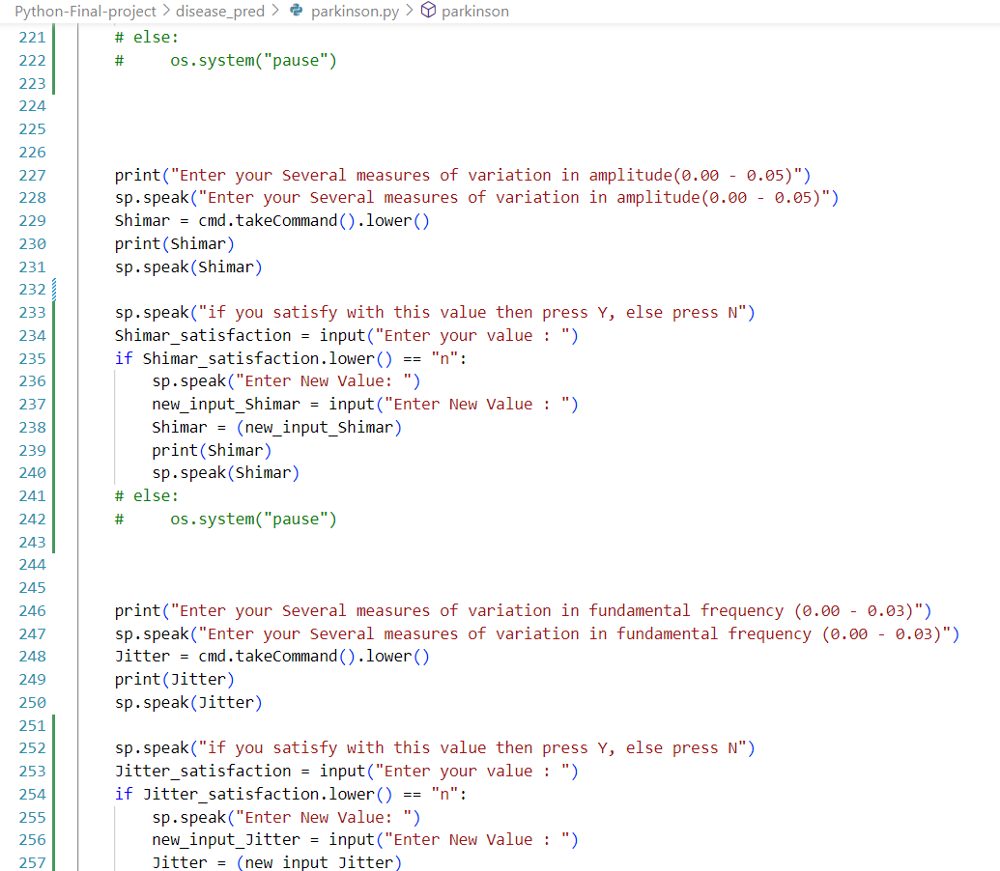 Python-Final-project > disease_pred > parkinson.py > parkinson
221 # else:
222 #     os.system("pause")
223
224
225
226
227 print("Enter your Several measures of variation in amplitude(0.00 - 0.05)")
228 sp.speak("Enter your Several measures of variation in amplitude(0.00 - 0.05)")
229 Shimar = cmd.takeCommand().lower()
230 print(Shimar)
231 sp.speak(Shimar)
232
233 sp.speak("if you satisfy with this value then press Y, else press N")
234 Shimar_satisfaction = input("Enter your value : ")
235 if Shimar_satisfaction.lower() == "n":
236     sp.speak("Enter New Value: ")
237     new_input_Shimar = input("Enter New Value : ")
238     Shimar = (new_input_Shimar)
239     print(Shimar)
240     sp.speak(Shimar)
241 # else:
242 #     os.system("pause")
243
244
245
246 print("Enter your Several measures of variation in fundamental frequency (0.00 - 0.03)")
247 sp.speak("Enter your Several measures of variation in fundamental frequency (0.00 - 0.03)")
248 Jitter = cmd.takeCommand().lower()
249 print(Jitter)
250 sp.speak(Jitter)
251
252 sp.speak("if you satisfy with this value then press Y, else press N")
253 Jitter_satisfaction = input("Enter your value : ")
254 if Jitter_satisfaction.lower() == "n":
255     sp.speak("Enter New Value: ")
256     new_input_Jitter = input("Enter New Value : ")
257     Jitter = (new_input_Jitter)